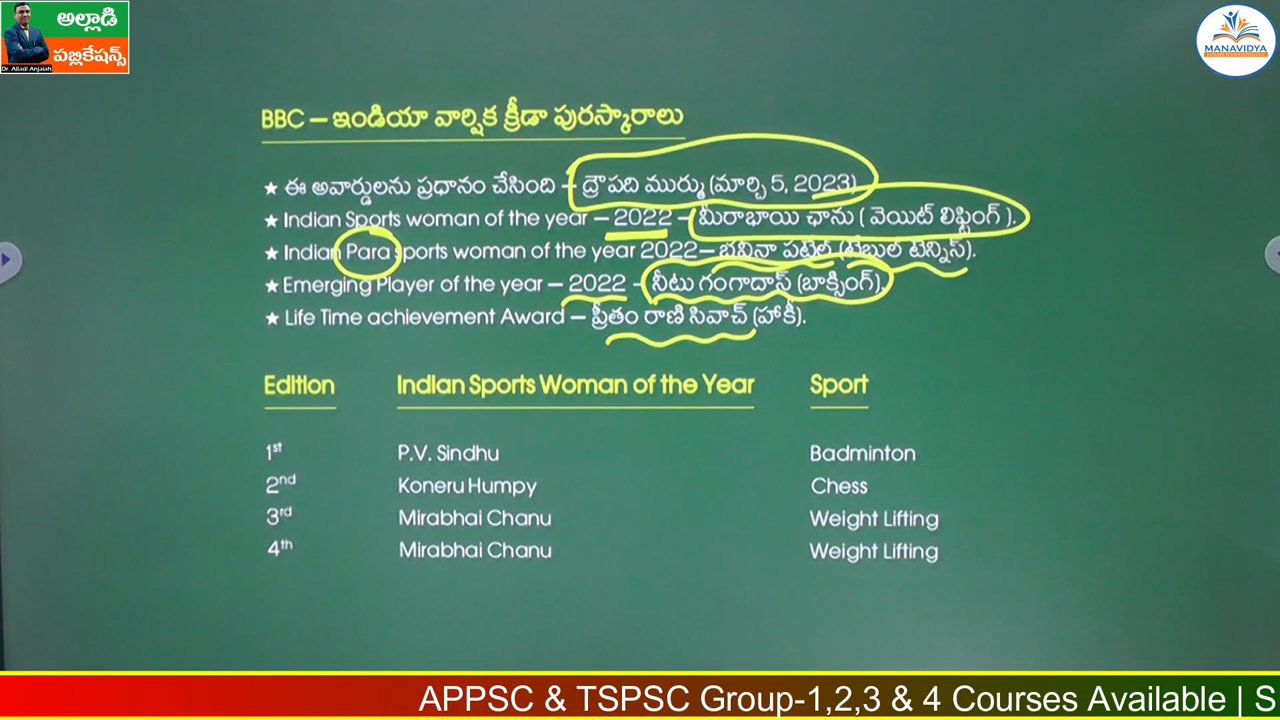 అల్లాడి
పబ్లికేషన్స్
Dr. Alladi Anjaiah
MANAVIDYA
BBC – ఇండియా వార్షిక క్రీడా పురస్కారాలు
★ ఈ అవార్డులను ప్రధానం చేసింది – ద్రౌపది ముర్ము (మార్చి 5, 2023)
★ Indian Sports woman of the year – 2022 – మీరాభాయి ఛాను ( వెయిట్ లిఫ్టింగ్ ).
★ Indian Para sports woman of the year 2022– భవినా పటేల్ (టేబుల్ టెన్నిస్).
★ Emerging Player of the year – 2022 – నీటు గంగాదాస్ (బాక్సింగ్).
★ Life Time achievement Award – ప్రీతం రాణి సివాచ్ (హాకీ).
Edition Indian Sports Woman of the Year Sport
1st P.V. Sindhu Badminton
2nd Koneru Humpy Chess
3rd Mirabhai Chanu Weight Lifting
4th Mirabhai Chanu Weight Lifting
APPSC & TSPSC Group-1,2,3 & 4 Courses Available | S